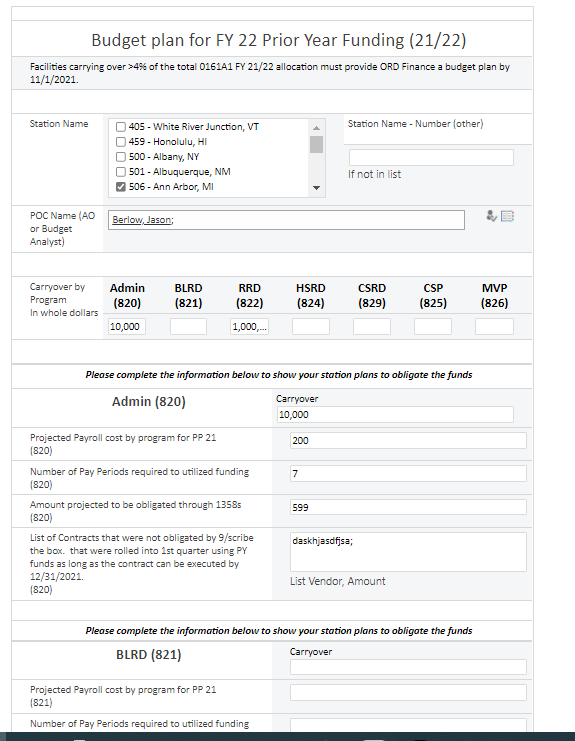 Budget plan for FY 22 Prior Year Funding (21/22)
Facilities carrying over >4% of the total 0161A1 FY 21/22 allocation must provide ORD Finance a budget plan by
11/1/2021.
Station Name
405 - White River Junction, VT
459 - Honolulu, HI
500 - Albany, NY
501 - Albuquerque, NM
506 - Ann Arbor, MI
Station Name - Number (other)
If not in list
POC Name (AO
or Budget
Analyst)
Berlow, Jason;
Carryover by
Program
In whole dollars
Admin BLRD RRD HSRD CSRD CSP MVP
(820) (821) (822) (824) (829) (825) (826)
10,000 1,000,...
Please complete the information below to show your station plans to obligate the funds
Admin (820)
Carryover
10,000
Projected Payroll cost by program for PP 21
(820)
200
Number of Pay Periods required to utilized funding
(820)
7
Amount projected to be obligated through 1358s
(820)
599
List of Contracts that were not obligated by 9/scribe
the box. that were rolled into 1st quarter using PY
funds as long as the contract can be executed by
12/31/2021.
(820)
daskhjasdfjsa;
List Vendor, Amount
Please complete the information below to show your station plans to obligate the funds
BLRD (821)
Carryover
Projected Payroll cost by program for PP 21
(821)
Number of Pay Periods required to utilized funding